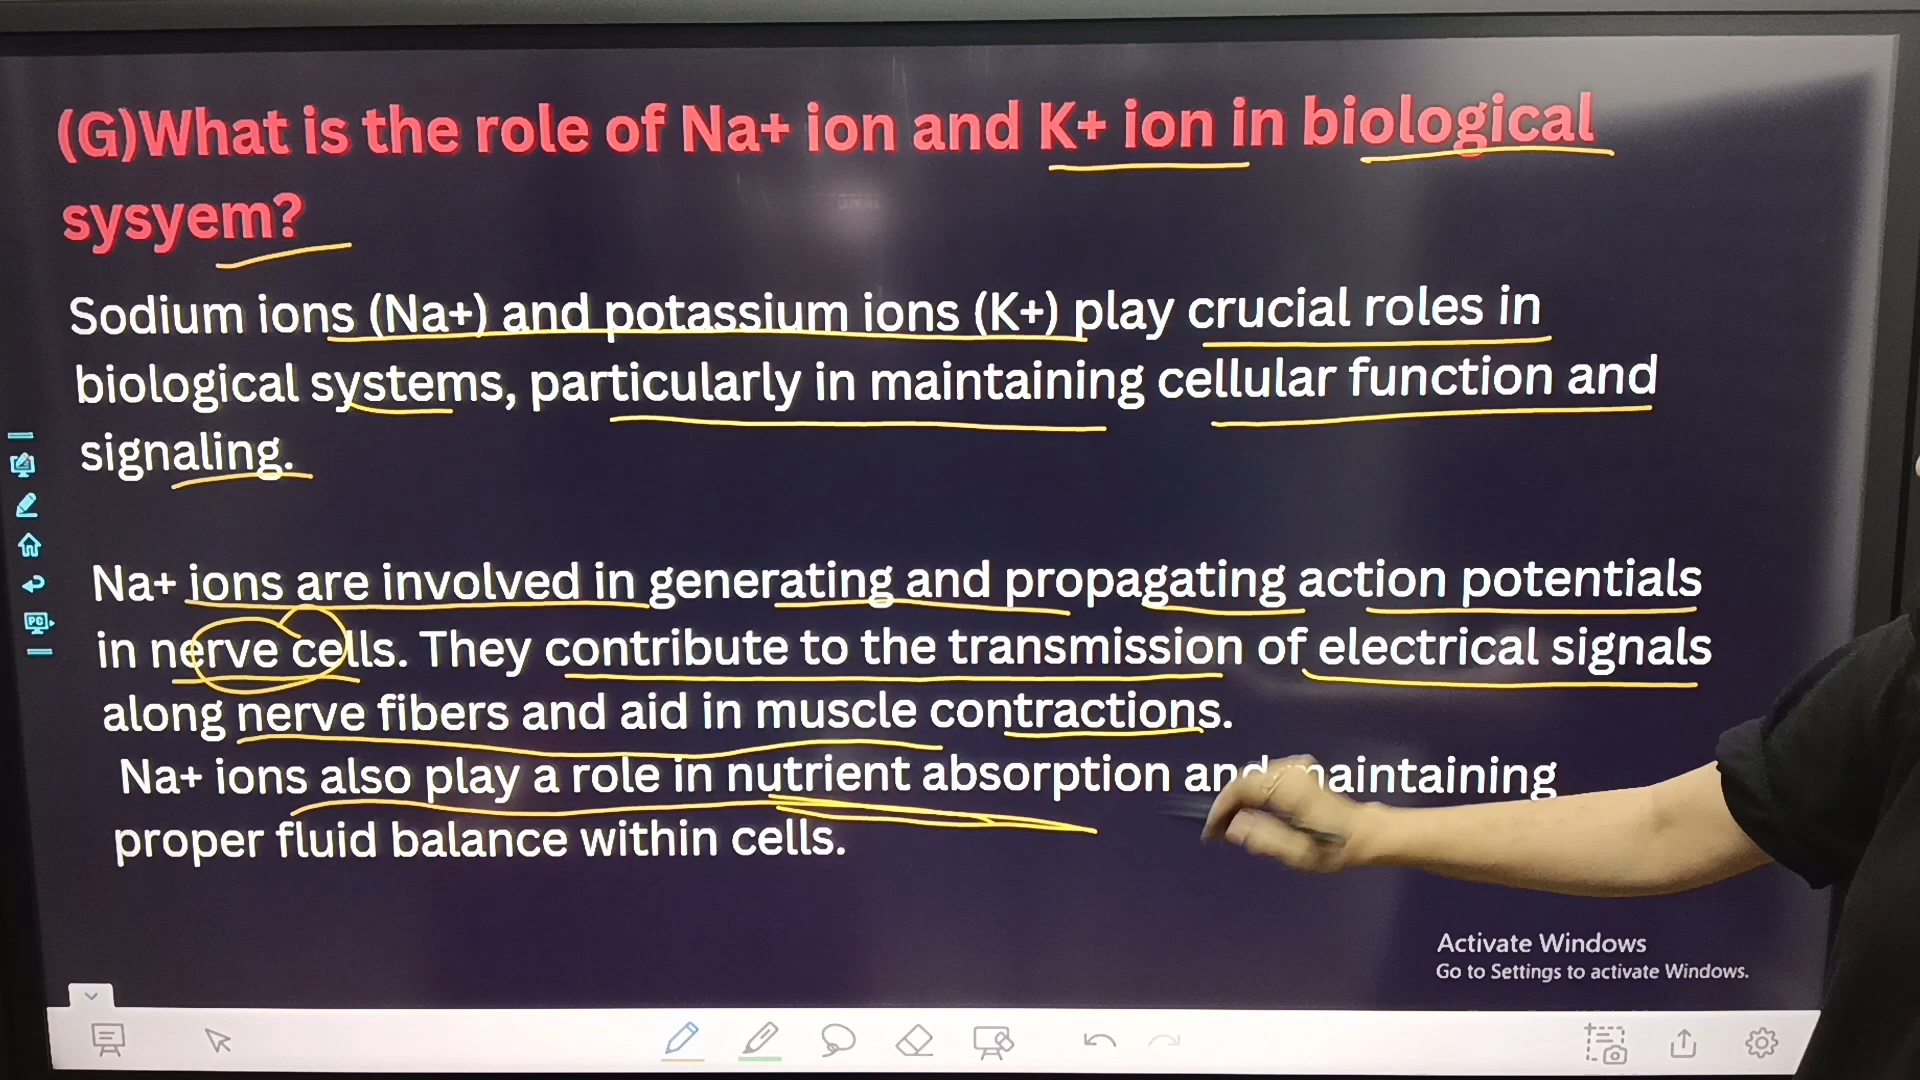 (G)What is the role of Na+ ion and K+ ion in biological
sysyem?
Sodium ions (Na+) and potassium ions (K+) play crucial roles in
biological systems, particularly in maintaining cellular function and
signaling.
Na+ ions are involved in generating and propagating action potentials
in nerve cells. They contribute to the transmission of electrical signals
along nerve fibers and aid in muscle contractions.
Na+ ions also play a role in nutrient absorption and maintaining
proper fluid balance within cells.
PC
Activate Windows
Go to Settings to activate Windows.